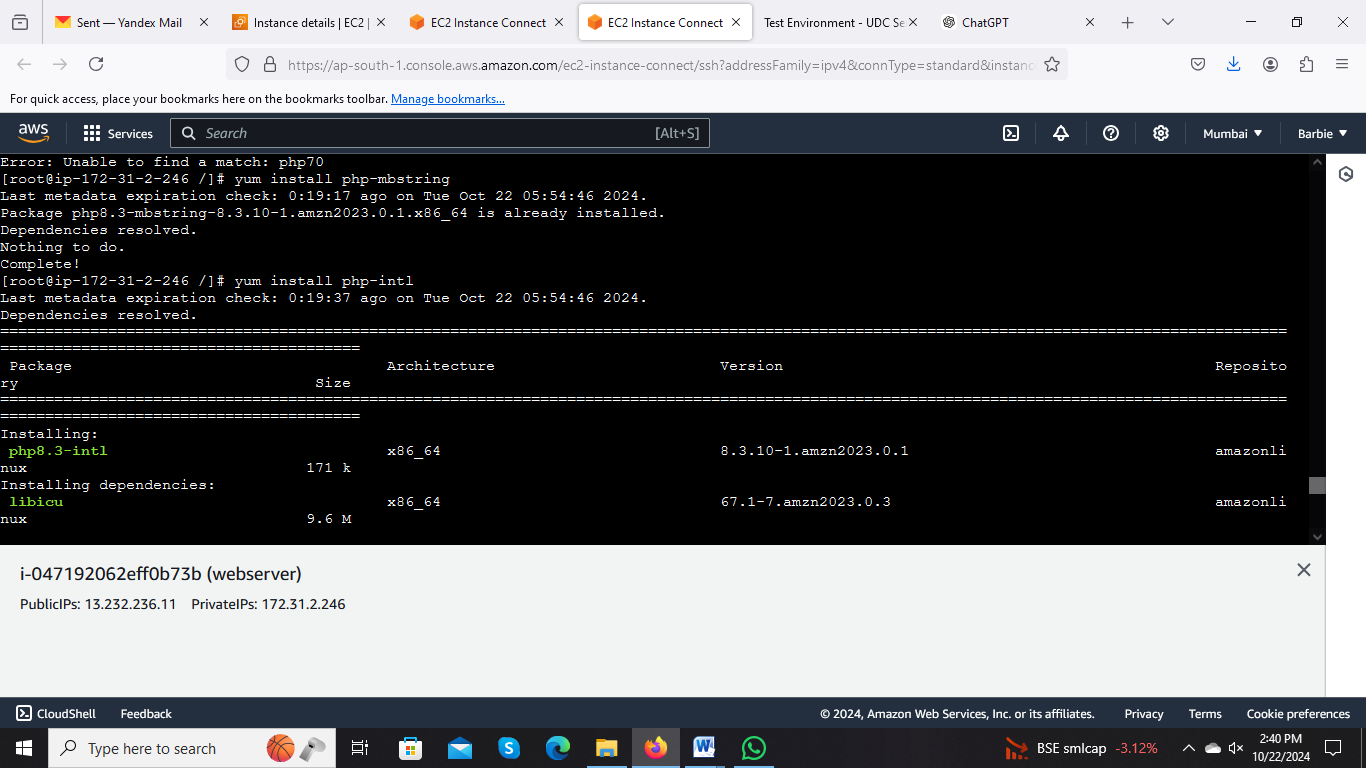 Sent — Yandex Mail
Instance details | EC2 |
EC2 Instance Connect
EC2 Instance Connect
Test Environment - UDC Se
ChatGPT
https://ap-south-1.console.aws.amazon.com/ec2-instance-connect/ssh?addressFamily=ipv4&connType=standard&instanc
For quick access, place your bookmarks here on the bookmarks toolbar. Manage bookmarks...
aws Services Search [Alt+S] Mumbai Barbie
Error: Unable to find a match: php70
[root@ip-172-31-2-246 /]# yum install php-mbstring
Last metadata expiration check: 0:19:17 ago on Tue Oct 22 05:54:46 2024.
Package php8.3-mbstring-8.3.10-1.amzn2023.0.1.x86_64 is already installed.
Dependencies resolved.
Nothing to do.
Complete!
[root@ip-172-31-2-246 /]# yum install php-intl
Last metadata expiration check: 0:19:37 ago on Tue Oct 22 05:54:46 2024.
Dependencies resolved.
================================================================================================================================================
========================================
Package Architecture Version Reposito
ry Size
================================================================================================================================================
========================================
Installing:
php8.3-intl x86_64 8.3.10-1.amzn2023.0.1 amazonli
nux 171 k
Installing dependencies:
libicu x86_64 67.1-7.amzn2023.0.3 amazonli
nux 9.6 M
i-047192062eff0b73b (webserver)
PublicIPs: 13.232.236.11 PrivateIPs: 172.31.2.246
CloudShell Feedback © 2024, Amazon Web Services, Inc. or its affiliates. Privacy Terms Cookie preferences
Type here to search
BSE smlcap -3.12%
2:40 PM
10/22/2024